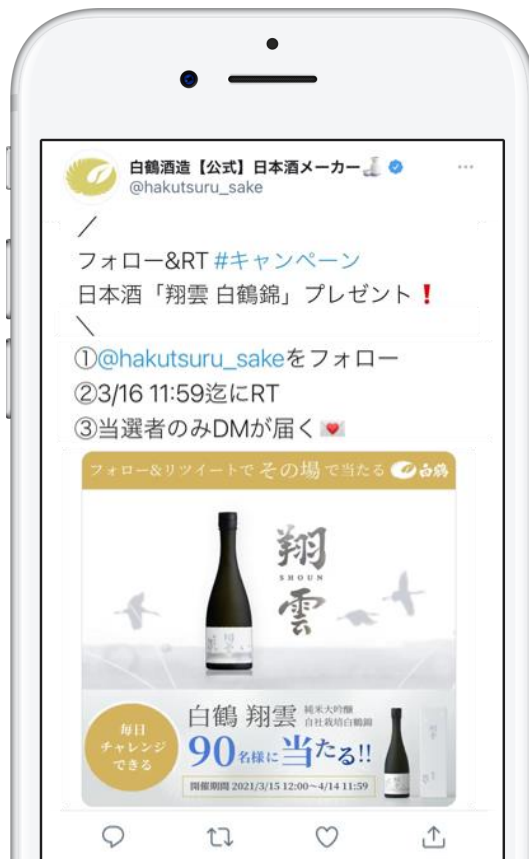 白鶴酒造【公式】日本酒メーカー🍶
@hakutsuru_sake
／
フォロー&RT #キャンペーン
日本酒「翔雲 白鶴錦」プレゼント❗
＼
①@hakutsuru_sakeをフォロー
②3/16 11:59迄にRT
③当選者のみDMが届く💌
フォロー&リツイートでその場で当たる 白鶴
翔雲
SHOUN
毎日
チャレンジ
できる
白鶴 翔雲 純米大吟醸
自社栽培白鶴錦
90名様に当たる!!
開催期間 2021/3/15 12:00～4/14 11:59